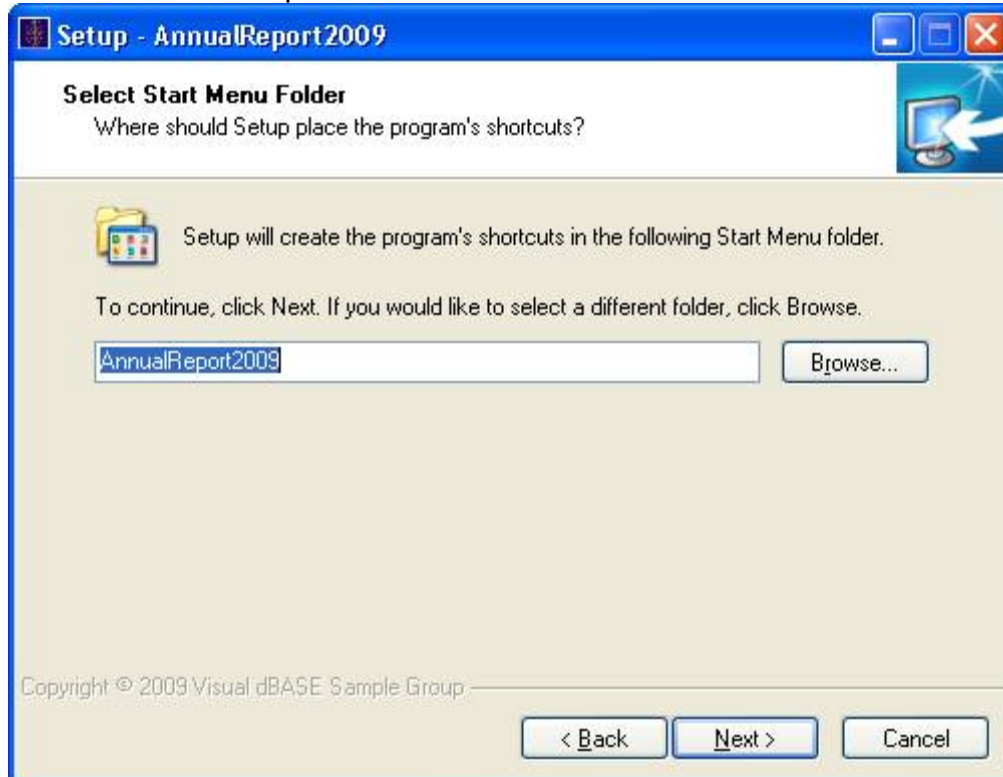 Setup - AnnualReport2009
Select Start Menu Folder
Where should Setup place the program's shortcuts?
Setup will create the program's shortcuts in the following Start Menu folder.
To continue, click Next. If you would like to select a different folder, click Browse.
AnnualReport2009
Browse...
Copyright © 2009 Visual dBASE Sample Group
< Back
Next >
Cancel